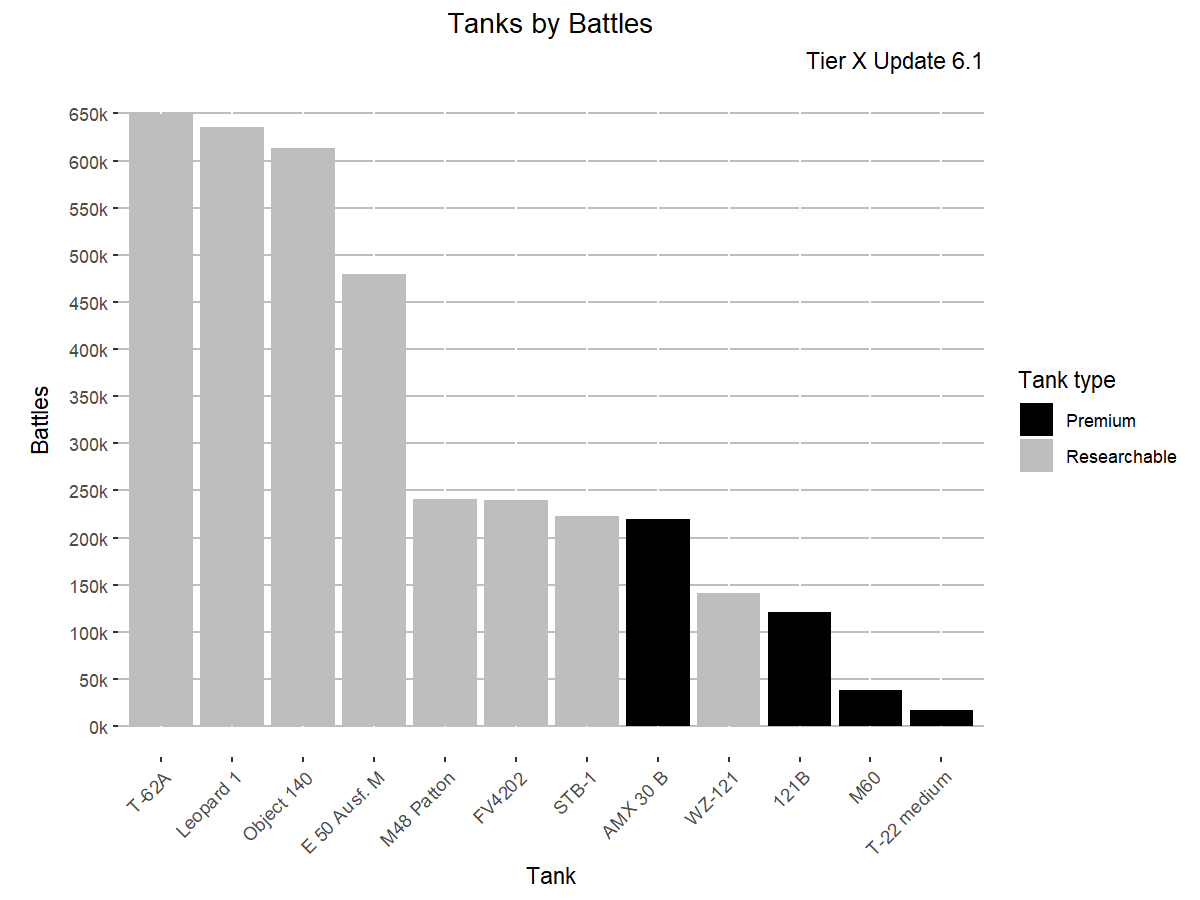 Tanks by Battles
Tier X Update 6.1
650k
600k
550k
500k
450k
400k
350k
300k
250k
200k
150k
100k
50k
0k
Battles
T-62A
Leopard 1
Object 140
E 50 Ausf. M
M48 Patton
FV4202
STB-1
AMX 30 B
WZ-121
121B
M60
T-22 medium
Tank
Tank type
Premium
Researchable